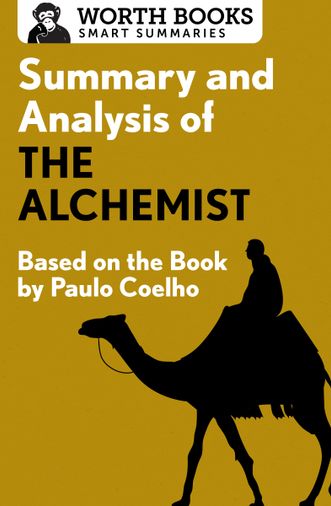 WORTH BOOKS
SMART SUMMARIES
Summary and
Analysis of
THE
ALCHEMIST
Based on the Book
by Paulo Coelho